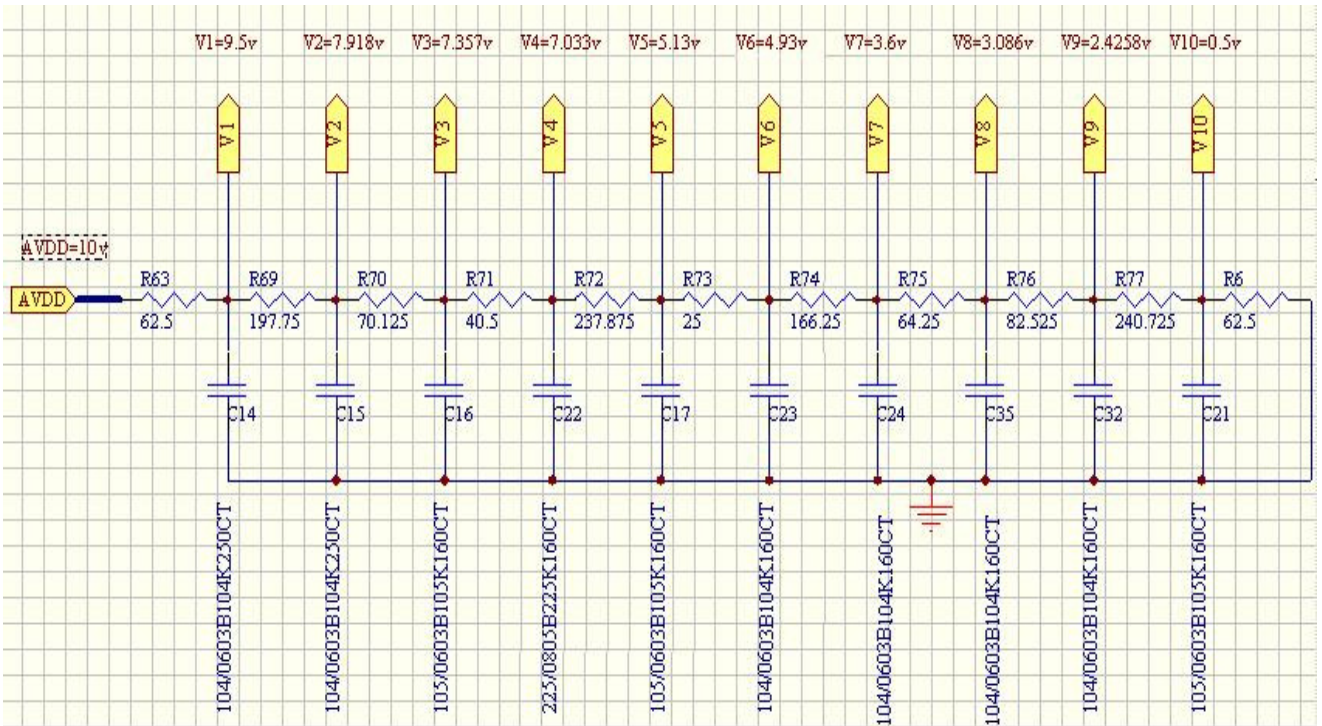 V1=9.5v V2=7.918v V3=7.357v V4=7.033v V5=5.13v V6=4.93v V7=3.6v V8=3.086v V9=2.4258v V10=0.5v
V1 V2 V3 V4 V5 V6 V7 V8 V9 V10
AVDD=10v
R63 R69 R70 R71 R72 R73 R74 R75 R76 R77 R6
AVDD
62.5 197.75 70.125 40.5 237.875 25 166.25 64.25 82.525 240.725 62.5
C14 C15 C16 C22 C17 C23 C24 C35 C32 C21
104/0603B104K250CT
104/0603B104K250CT
105/0603B105K160CT
225/0805B225K160CT
105/0603B105K160CT
104/0603B104K160CT
104/0603B104K160CT
104/0603B104K160CT
104/0603B104K160CT
105/0603B105K160CT